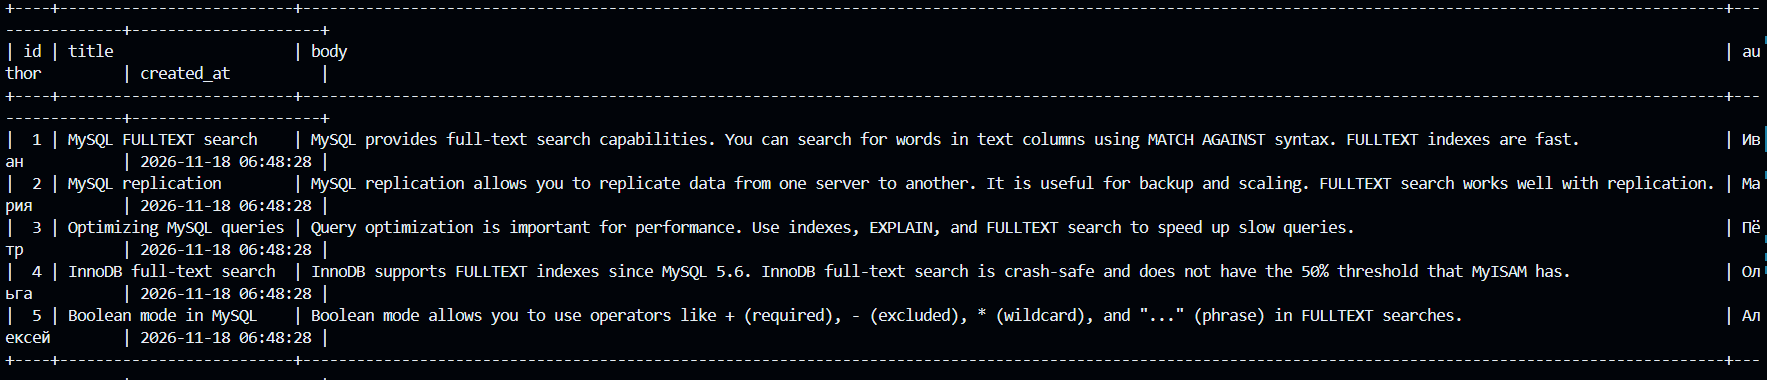 +----+--------------------------+--------------------------------------------------------------------------------------------------------------------------------------------------------------+---
-------------+---------------------+
| id | title                    | body                                                                                                                                                         | au
thor         | created_at          |
+----+--------------------------+--------------------------------------------------------------------------------------------------------------------------------------------------------------+---
-------------+---------------------+
|  1 | MySQL FULLTEXT search    | MySQL provides full-text search capabilities. You can search for words in text columns using MATCH AGAINST syntax. FULLTEXT indexes are fast.                | Ив
ан           | 2026-11-18 06:48:28 |
|  2 | MySQL replication        | MySQL replication allows you to replicate data from one server to another. It is useful for backup and scaling. FULLTEXT search works well with replication. | Ма
рия          | 2026-11-18 06:48:28 |
|  3 | Optimizing MySQL queries | Query optimization is important for performance. Use indexes, EXPLAIN, and FULLTEXT search to speed up slow queries.                                         | Пё
тр           | 2026-11-18 06:48:28 |
|  4 | InnoDB full-text search  | InnoDB supports FULLTEXT indexes since MySQL 5.6. InnoDB full-text search is crash-safe and does not have the 50% threshold that MyISAM has.                 | Ол
ьга          | 2026-11-18 06:48:28 |
|  5 | Boolean mode in MySQL    | Boolean mode allows you to use operators like + (required), - (excluded), * (wildcard), and "..." (phrase) in FULLTEXT searches.                             | Ал
ексей        | 2026-11-18 06:48:28 |
+----+--------------------------+--------------------------------------------------------------------------------------------------------------------------------------------------------------+---